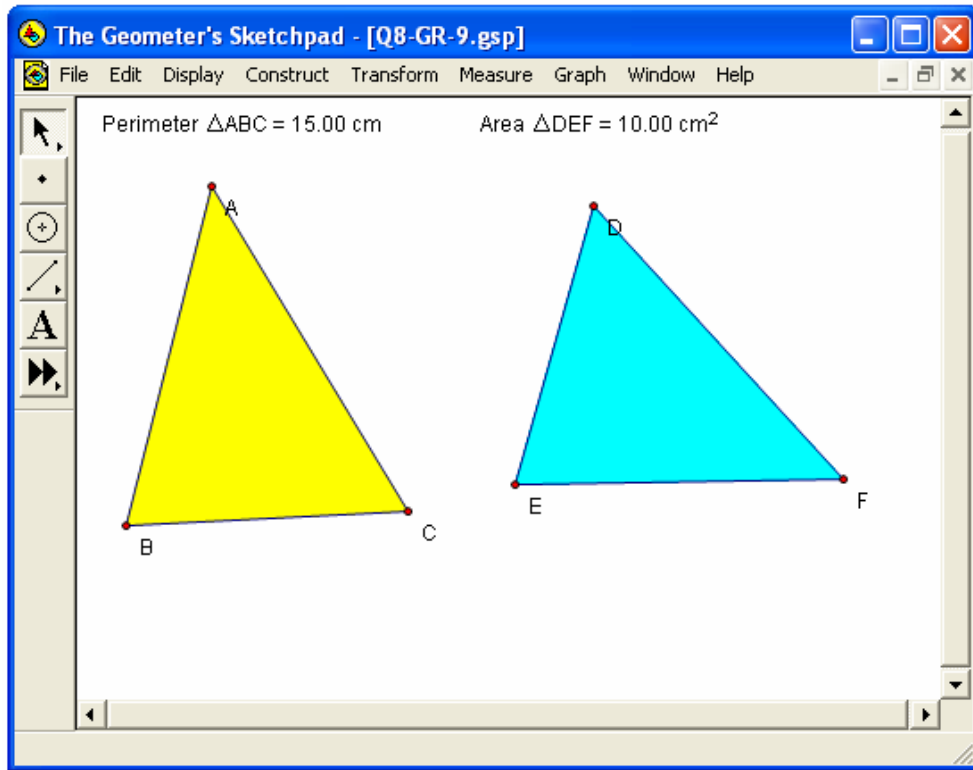 The Geometer's Sketchpad - [Q8-GR-9.gsp]
File Edit Display Construct Transform Measure Graph Window Help
Perimeter △ABC = 15.00 cm
Area △DEF = 10.00 cm²
A
D
A
E
F
B
C